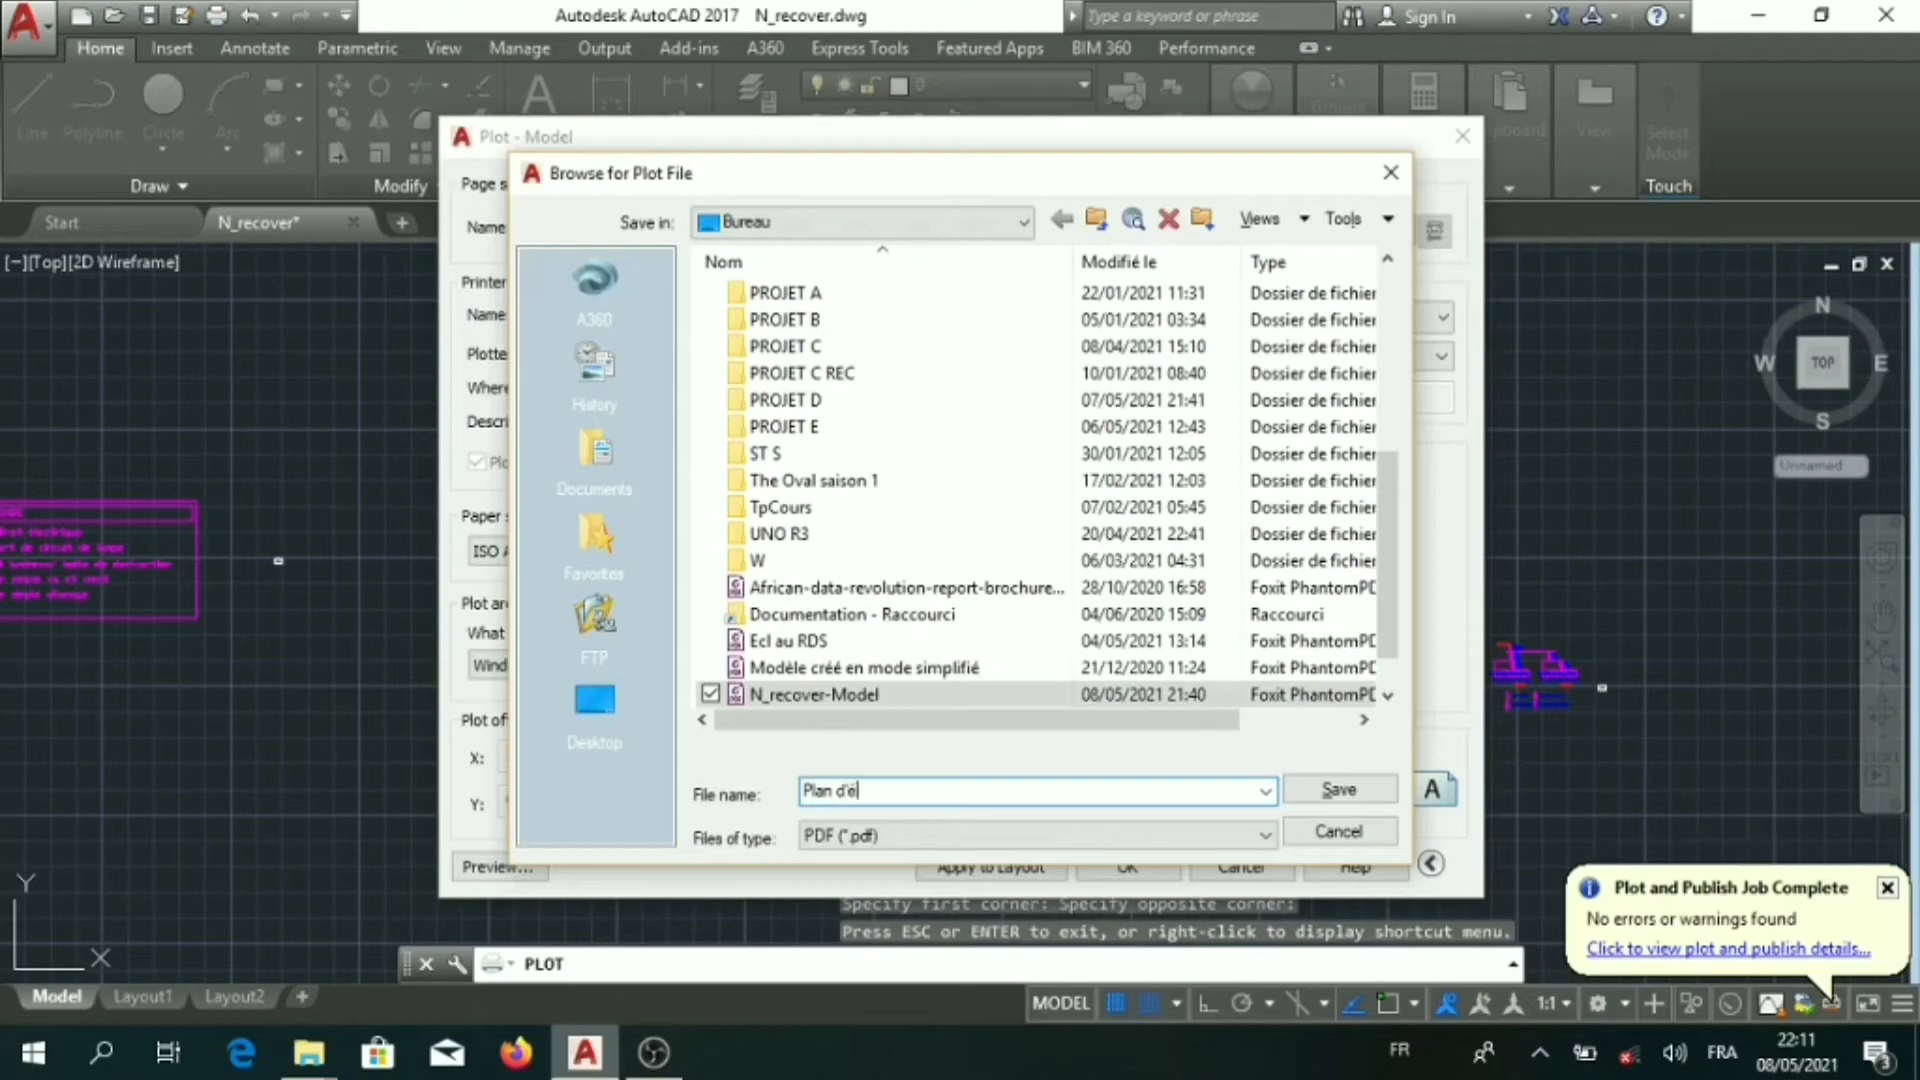 Autodesk AutoCAD 2017 N_recover.dwg
Type a keyword or phrase
Sign In
Home Insert Annotate Parametric View Manage Output Add-ins A360 Express Tools Featured Apps BIM 360 Performance
Line Polyline Circle Arc
0
View
Select
Mode
Draw Modify
Touch
Start
N_recover*
[−][Top][2D Wireframe]
Plot - Model
Page s
Name
Printer
Name:
Plotte
Where
Descri
Plo
Paper s
ISO A
Plot are
What
Wind
Plot of
X:
Y:
Preview...
Apply to Layout
OK
Cancel
Help
Browse for Plot File
Save in:
Bureau
Views
Tools
A360
History
Documents
Favorites
FTP
Desktop
Nom Modifié le Type
PROJET A 22/01/2021 11:31 Dossier de fichier
PROJET B 05/01/2021 03:34 Dossier de fichier
PROJET C 08/04/2021 15:10 Dossier de fichier
PROJET C REC 10/01/2021 08:40 Dossier de fichier
PROJET D 07/05/2021 21:41 Dossier de fichier
PROJET E 06/05/2021 12:43 Dossier de fichier
ST S 30/01/2021 12:05 Dossier de fichier
The Oval saison 1 17/02/2021 12:03 Dossier de fichier
TpCours 07/02/2021 05:45 Dossier de fichier
UNO R3 20/04/2021 22:41 Dossier de fichier
W 06/03/2021 04:31 Dossier de fichier
African-data-revolution-report-brochure... 28/10/2020 16:58 Foxit PhantomPD
Documentation - Raccourci 04/06/2020 15:09 Raccourci
Ecl au RDS 04/05/2021 13:14 Foxit PhantomPD
Modèle créé en mode simplifié 21/12/2020 11:24 Foxit PhantomPD
N_recover-Model 08/05/2021 21:40 Foxit PhantomPD
File name:
Plan d'é
Save
Files of type:
PDF (*.pdf)
Cancel
N
W TOP E
S
Unnamed
Plot and Publish Job Complete
No errors or warnings found
Click to view plot and publish details...
Specify first corner: Specify opposite corner:
Press ESC or ENTER to exit, or right-click to display shortcut menu.
PLOT
Y
X
Model Layout1 Layout2
MODEL
1:1
FR
FRA
22:11
08/05/2021
3